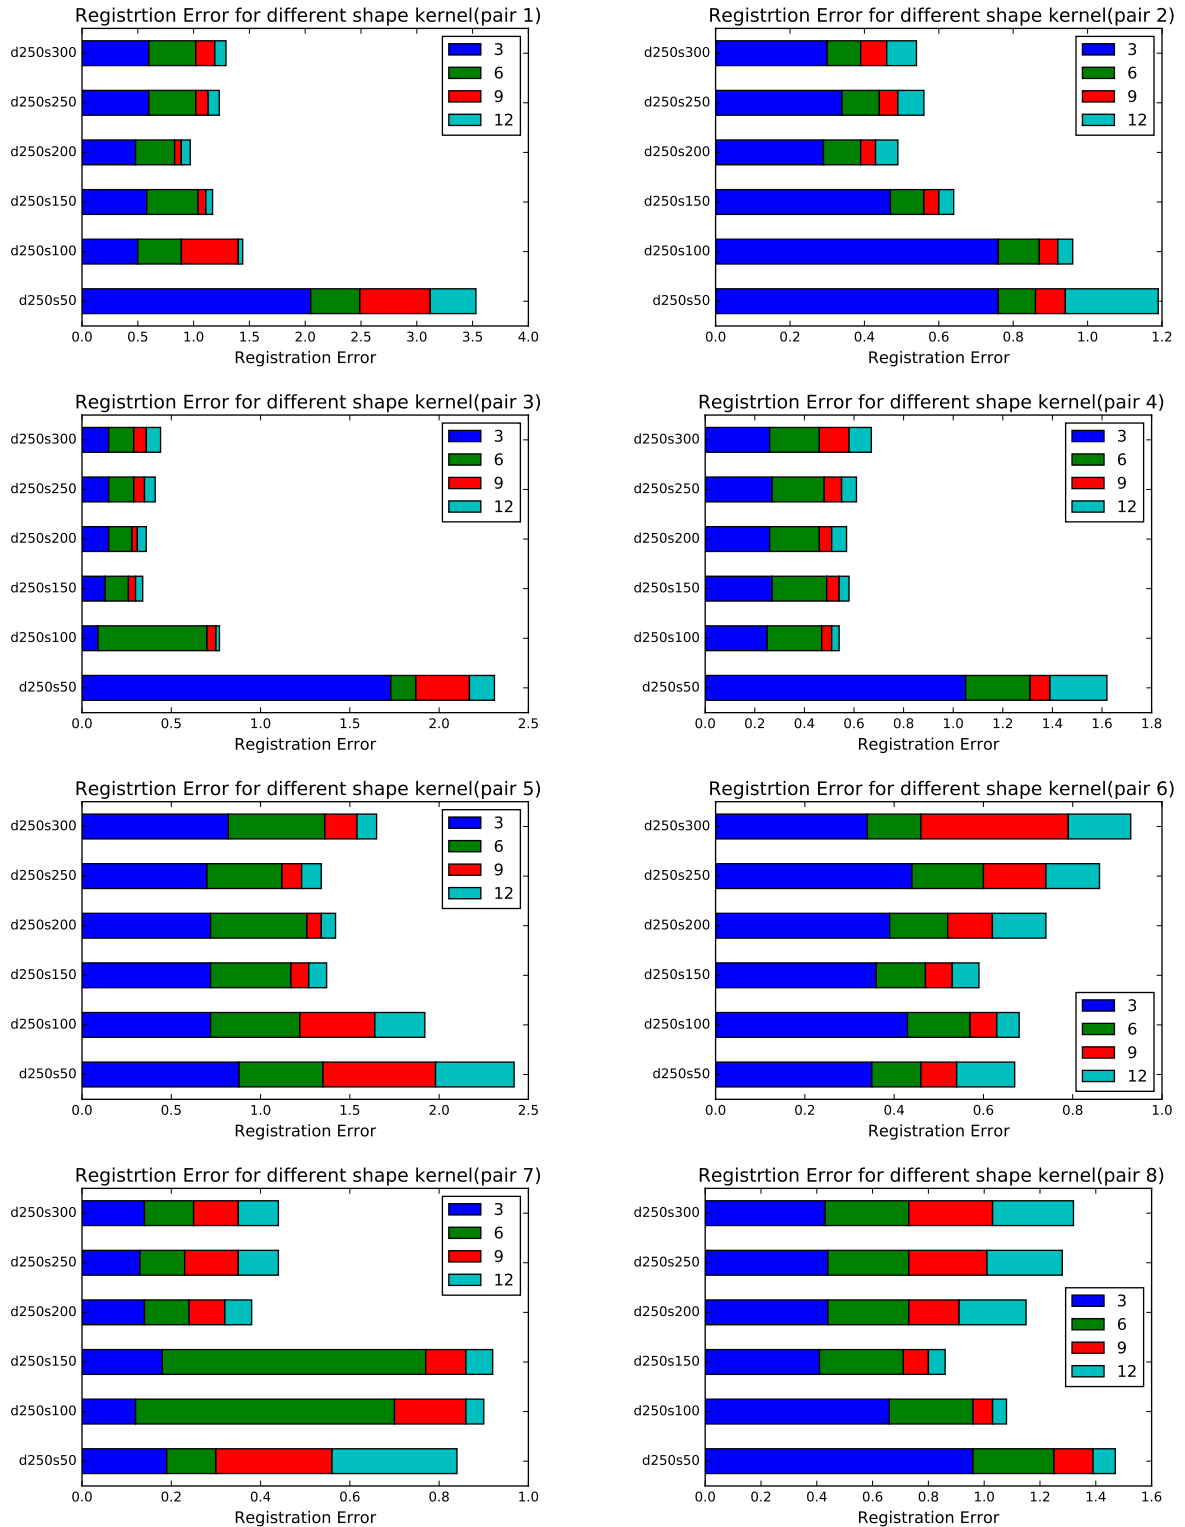 Registrtion Error for different shape kernel(pair 1)
d250s300
d250s250
d250s200
d250s150
d250s100
d250s50
3
6
9
12
0.0 0.5 1.0 1.5 2.0 2.5 3.0 3.5 4.0
Registration Error
Registrtion Error for different shape kernel(pair 2)
d250s300
d250s250
d250s200
d250s150
d250s100
d250s50
3
6
9
12
0.0 0.2 0.4 0.6 0.8 1.0 1.2
Registration Error
Registrtion Error for different shape kernel(pair 3)
d250s300
d250s250
d250s200
d250s150
d250s100
d250s50
3
6
9
12
0.0 0.5 1.0 1.5 2.0 2.5
Registration Error
Registrtion Error for different shape kernel(pair 4)
d250s300
d250s250
d250s200
d250s150
d250s100
d250s50
3
6
9
12
0.0 0.2 0.4 0.6 0.8 1.0 1.2 1.4 1.6 1.8
Registration Error
Registrtion Error for different shape kernel(pair 5)
d250s300
d250s250
d250s200
d250s150
d250s100
d250s50
3
6
9
12
0.0 0.5 1.0 1.5 2.0 2.5
Registration Error
Registrtion Error for different shape kernel(pair 6)
d250s300
d250s250
d250s200
d250s150
d250s100
d250s50
3
6
9
12
0.0 0.2 0.4 0.6 0.8 1.0
Registration Error
Registrtion Error for different shape kernel(pair 7)
d250s300
d250s250
d250s200
d250s150
d250s100
d250s50
3
6
9
12
0.0 0.2 0.4 0.6 0.8 1.0
Registration Error
Registrtion Error for different shape kernel(pair 8)
d250s300
d250s250
d250s200
d250s150
d250s100
d250s50
3
6
9
12
0.0 0.2 0.4 0.6 0.8 1.0 1.2 1.4 1.6
Registration Error